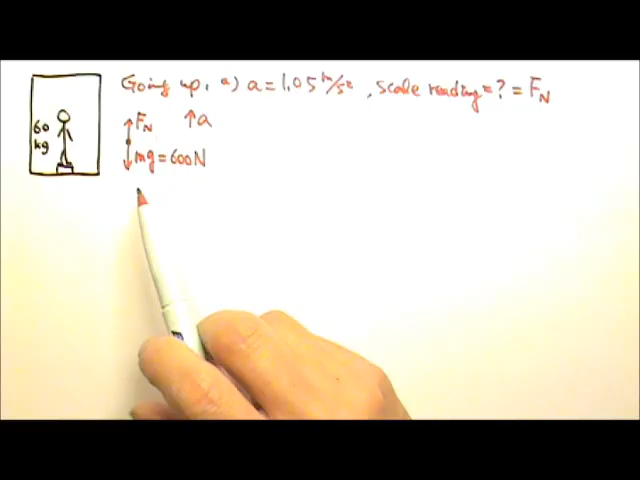 Going up, a) a = 1.05 m/s², scale reading = ? = F_N
60 kg
F_N ↑ a
mg = 600 N